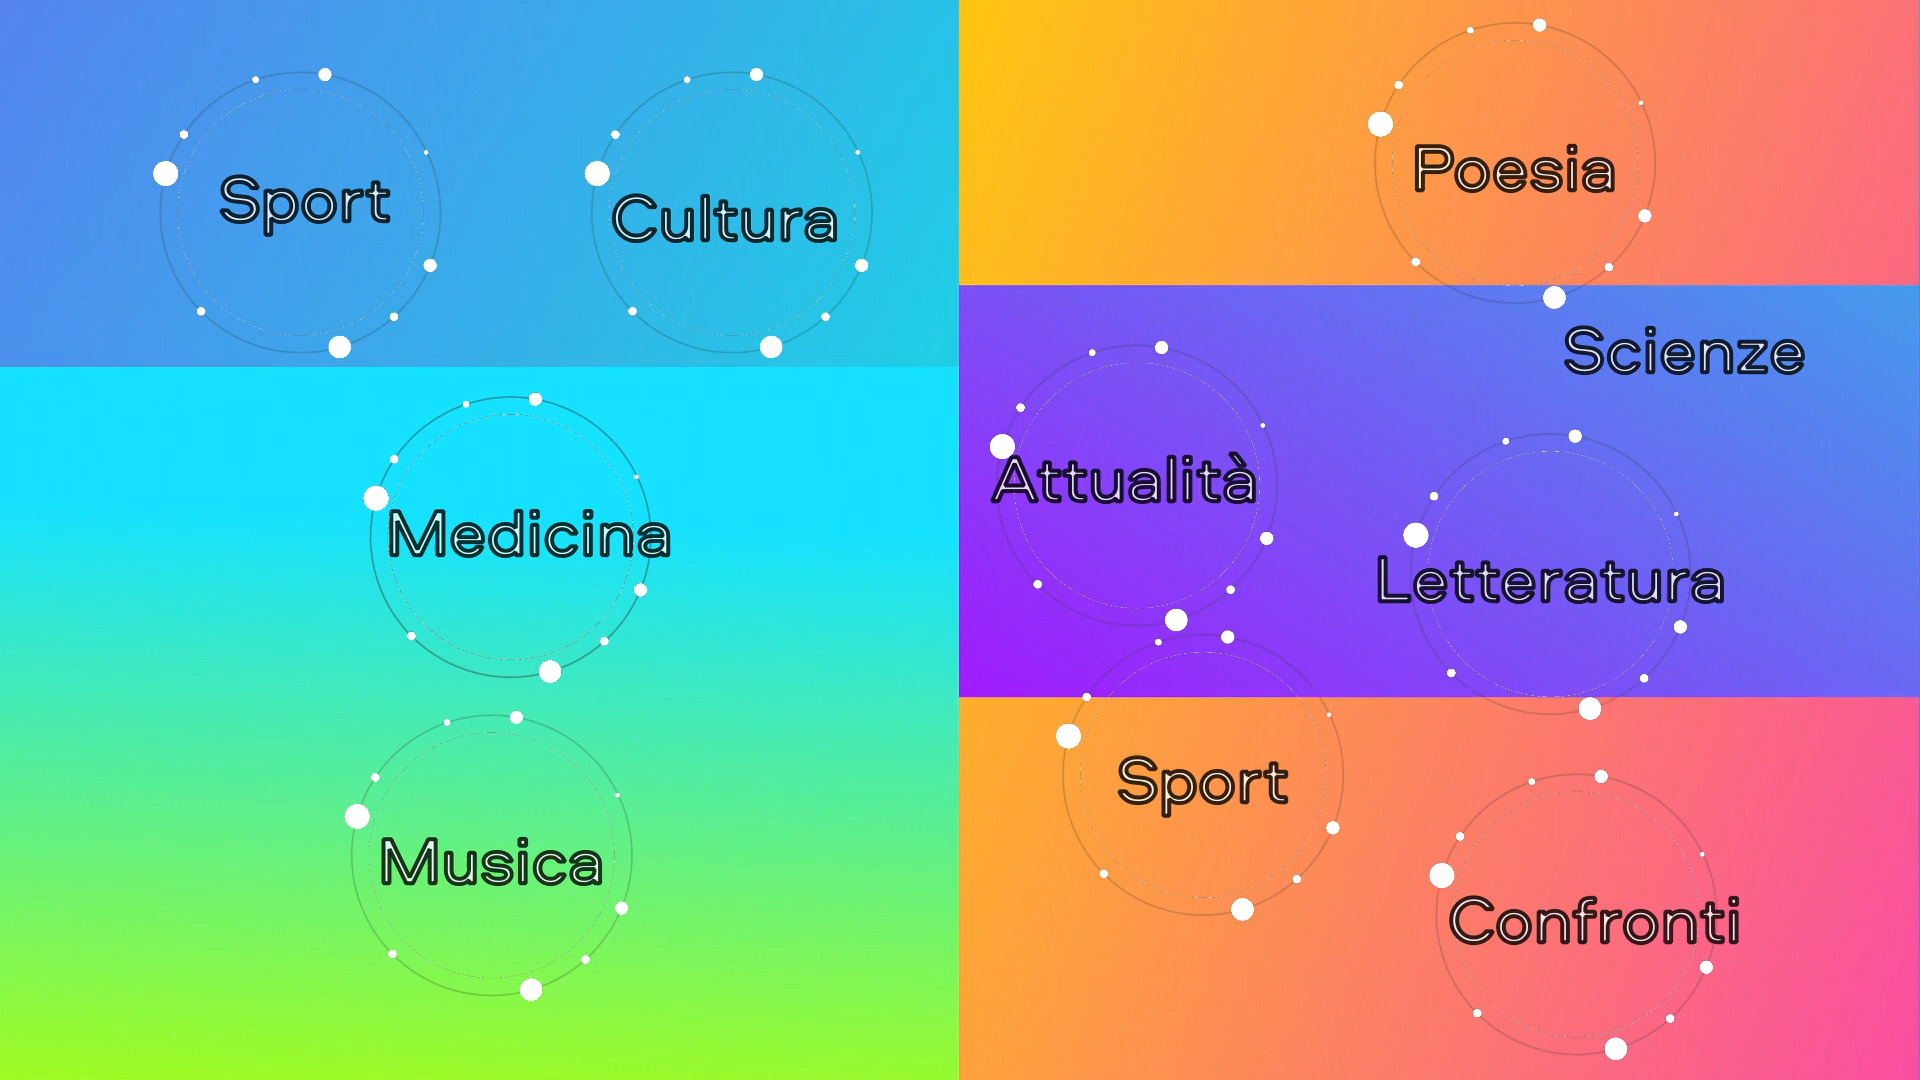 Sport
Cultura
Medicina
Musica
Poesia
Scienze
Attualità
Letteratura
Sport
Confronti